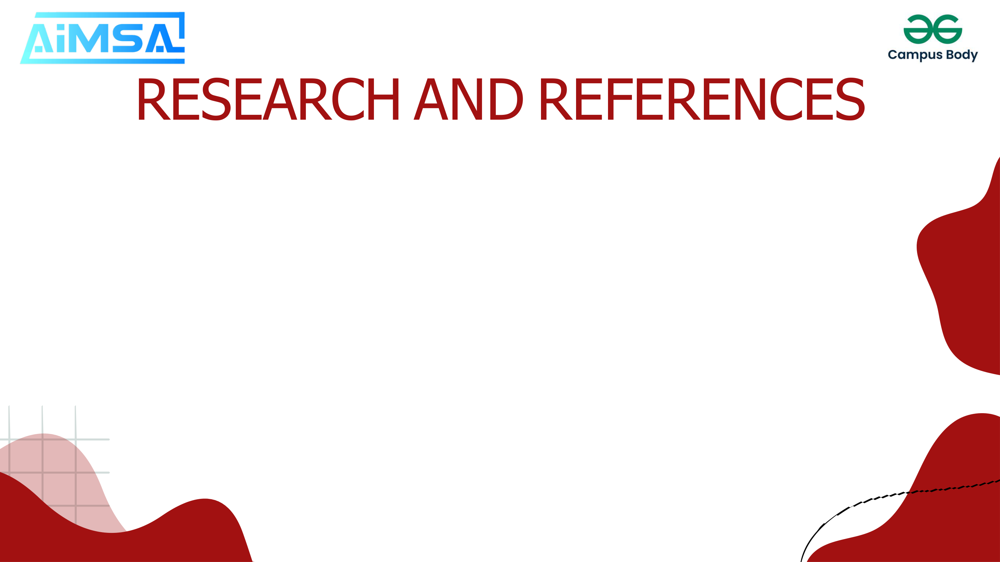 AiMSA
Campus Body
RESEARCH AND REFERENCES